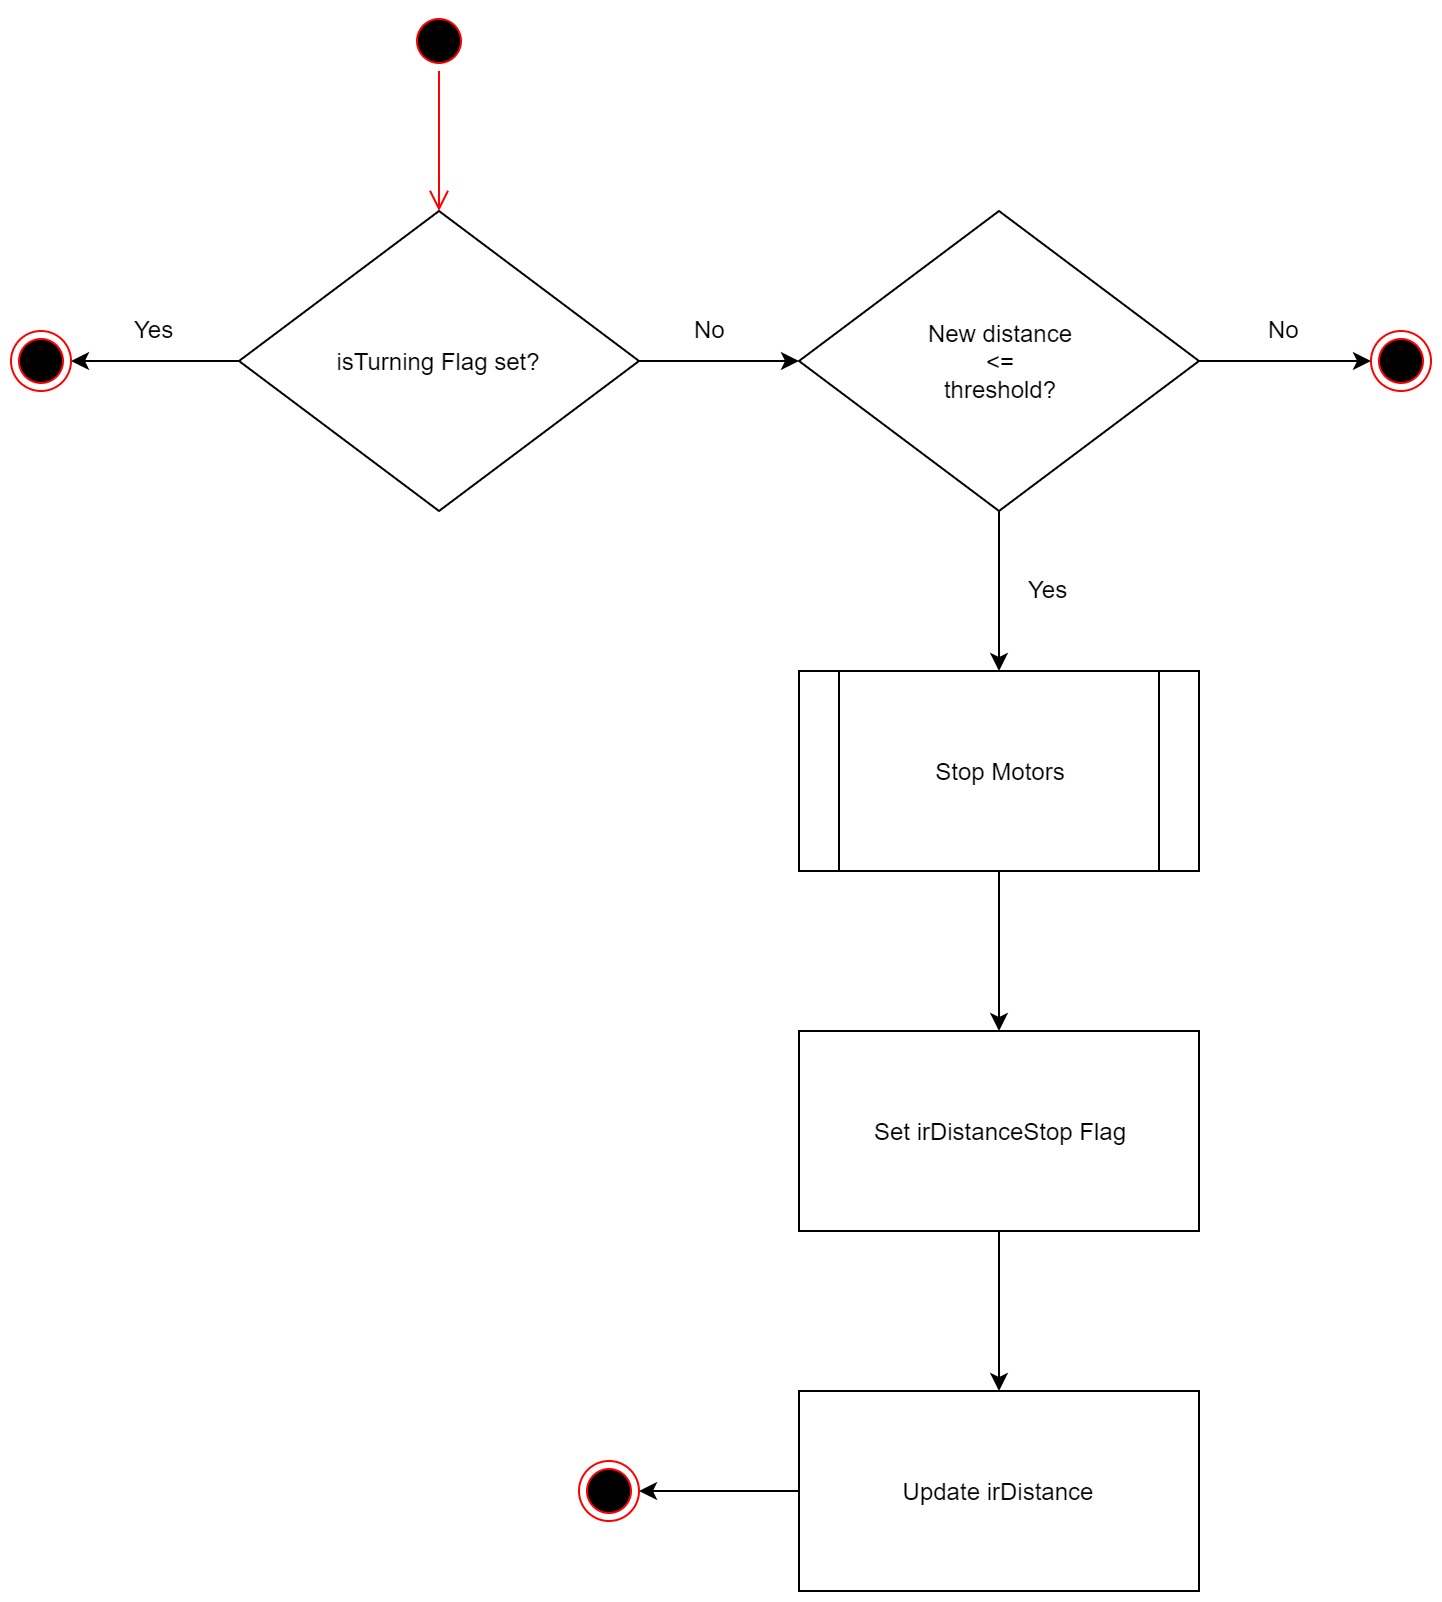 Yes
isTurning Flag set?
No
New distance
<=
threshold?
No
Yes
Stop Motors
Set irDistanceStop Flag
Update irDistance